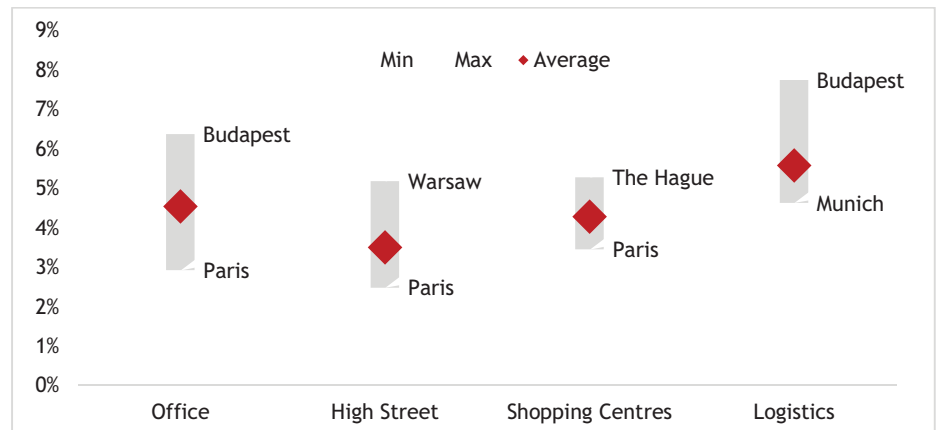 9%
Min Max Average
8%
Budapest
7%
Budapest
6%
Warsaw
The Hague
5%
Munich
4%
Paris
3%
Paris
Paris
2%
1%
0%
Office High Street Shopping Centres Logistics